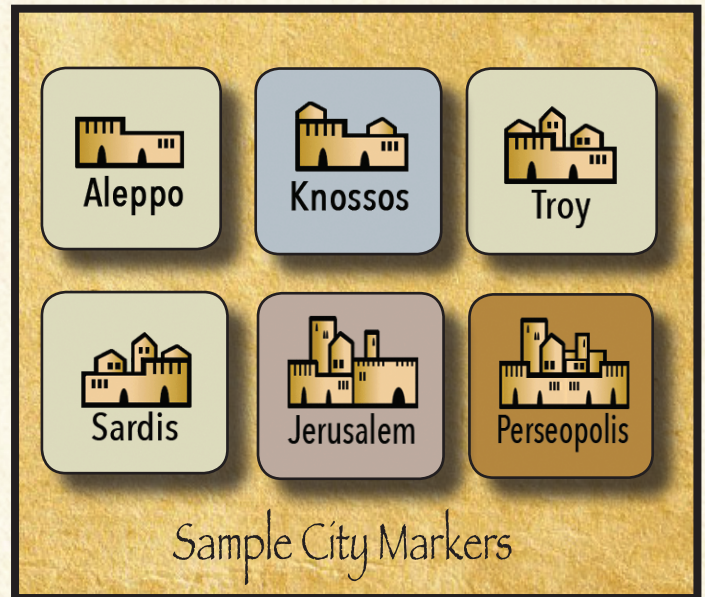 Aleppo
Knossos
Troy
Sardis
Jerusalem
Perseopolis
Sample City Markers